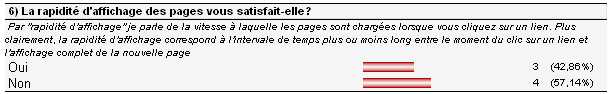 6) La rapidité d'affichage des pages vous satisfait-elle?
Par "rapidité d'affichage" je parle de la vitesse à laquelle les pages sont chargées lorsque vous cliquez sur un lien. Plus
clairement, la rapidité d'affichage correspond à l'intervale de temps plus ou moins long entre le moment du clic sur un lien et
l'affichage complet de la nouvelle page
Oui 3 (42,86%)
Non 4 (57,14%)